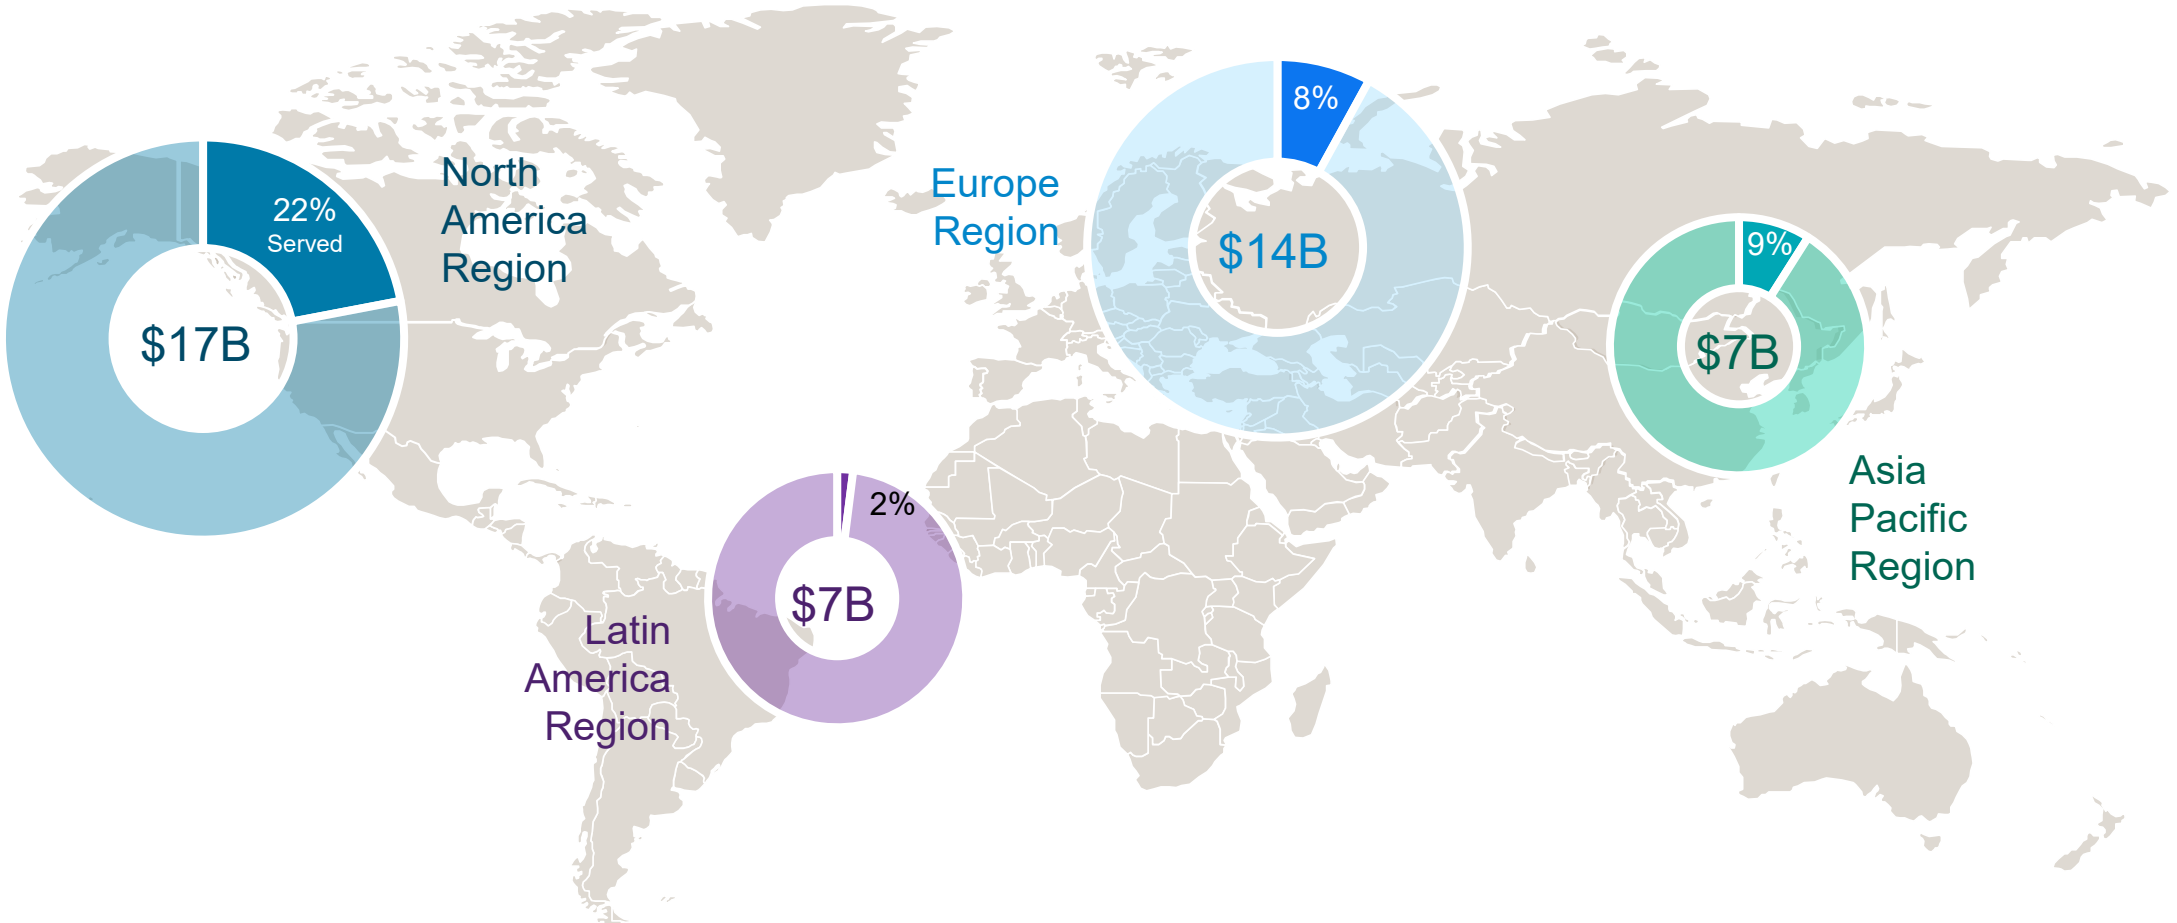 22%
Served
$17B
North
America
Region
Europe
Region
8%
$14B
9%
$7B
Asia
Pacific
Region
2%
$7B
Latin
America
Region